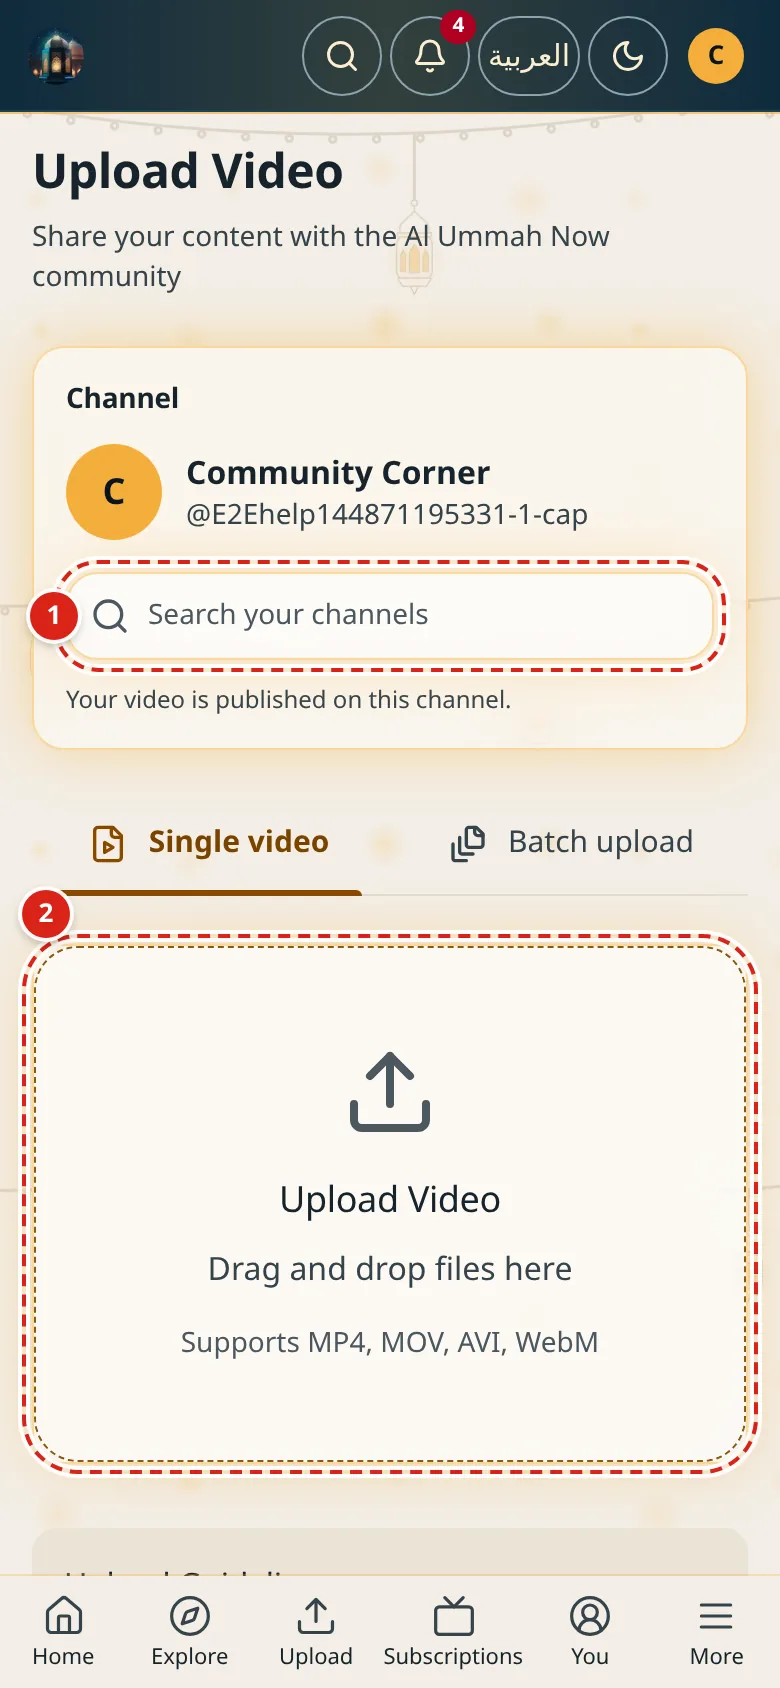 4
العربية
C
Upload Video
Share your content with the Al Ummah Now
community
Channel
C
Community Corner
@E2Ehelp144871195331-1-cap
1
Search your channels
Your video is published on this channel.
Single video
Batch upload
2
Upload Video
Drag and drop files here
Supports MP4, MOV, AVI, WebM
Home
Explore
Upload
Subscriptions
You
More